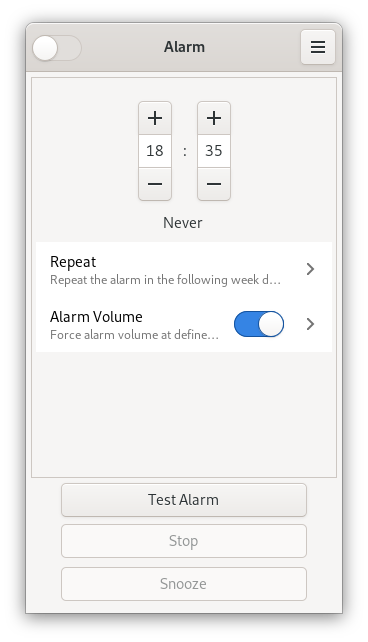 Alarm
18 : 35
Never
Repeat
Repeat the alarm in the following week d...
Alarm Volume
Force alarm volume at define...
Test Alarm
Stop
Snooze